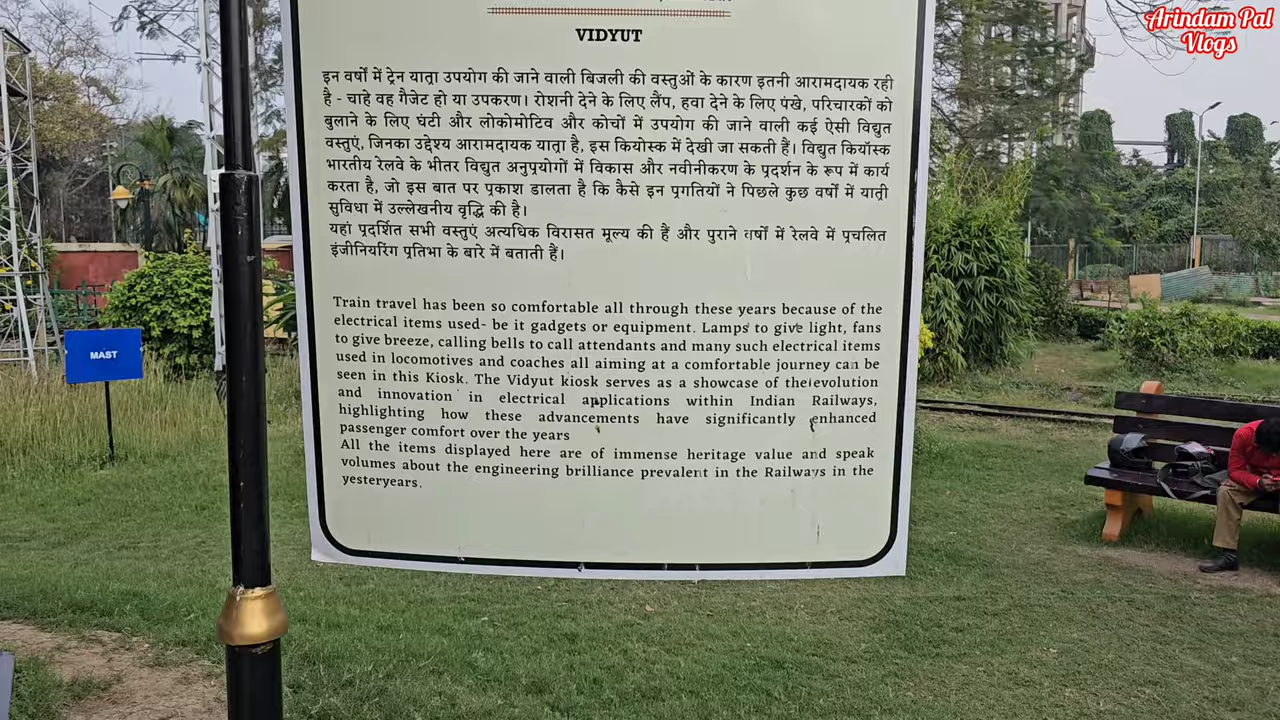 Arindam Pal
Vlogs
VIDYUT
इन वर्षों में ट्रेन यात्रा उपयोग की जाने वाली बिजली की वस्तुओं के कारण इतनी आरामदायक रही
है - चाहे वह गैजेट हो या उपकरण। रोशनी देने के लिए लैंप, हवा देने के लिए पंखे, परिचारकों को
बुलाने के लिए घंटी और लोकोमोटिव और कोचों में उपयोग की जाने वाली कई ऐसी विद्युत
वस्तुएं, जिनका उद्देश्य आरामदायक यात्रा है, इस कियोस्क में देखी जा सकती हैं। विद्युत कियॉस्क
भारतीय रेलवे के भीतर विद्युत अनुप्रयोगों में विकास और नवीनीकरण के प्रदर्शन के रूप में कार्य
करता है, जो इस बात पर प्रकाश डालता है कि कैसे इन प्रगतियों ने पिछले कुछ वर्षों में यात्री
सुविधा में उल्लेखनीय वृद्धि की है।
यहां प्रदर्शित सभी वस्तुएं अत्यधिक विरासत मूल्य की हैं और पुराने वर्षों में रेलवे में प्रचलित
इंजीनियरिंग प्रतिभा के बारे में बताती हैं।
Train travel has been so comfortable all through these years because of the
electrical items used- be it gadgets or equipment. Lamps to give light, fans
to give breeze, calling bells to call attendants and many such electrical items
used in locomotives and coaches all aiming at a comfortable journey can be
seen in this Kiosk. The Vidyut kiosk serves as a showcase of the evolution
and innovation in electrical applications within Indian Railways,
highlighting how these advancements have significantly enhanced
passenger comfort over the years
All the items displayed here are of immense heritage value and speak
volumes about the engineering brilliance prevalent in the Railways in the
yesteryears.
MAST